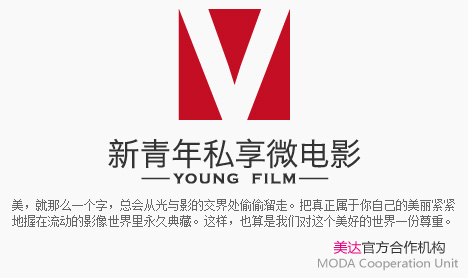 新青年私享微电影
YOUNG FILM
美，就那么一个字，总会从光与影的交界处偷偷溜走。把真正属于你自己的美丽紧紧
地握在流动的影像世界里永久典藏。这样，也算是我们对这个美好的世界一份尊重。
美达官方合作机构
MODA Cooperation Unit